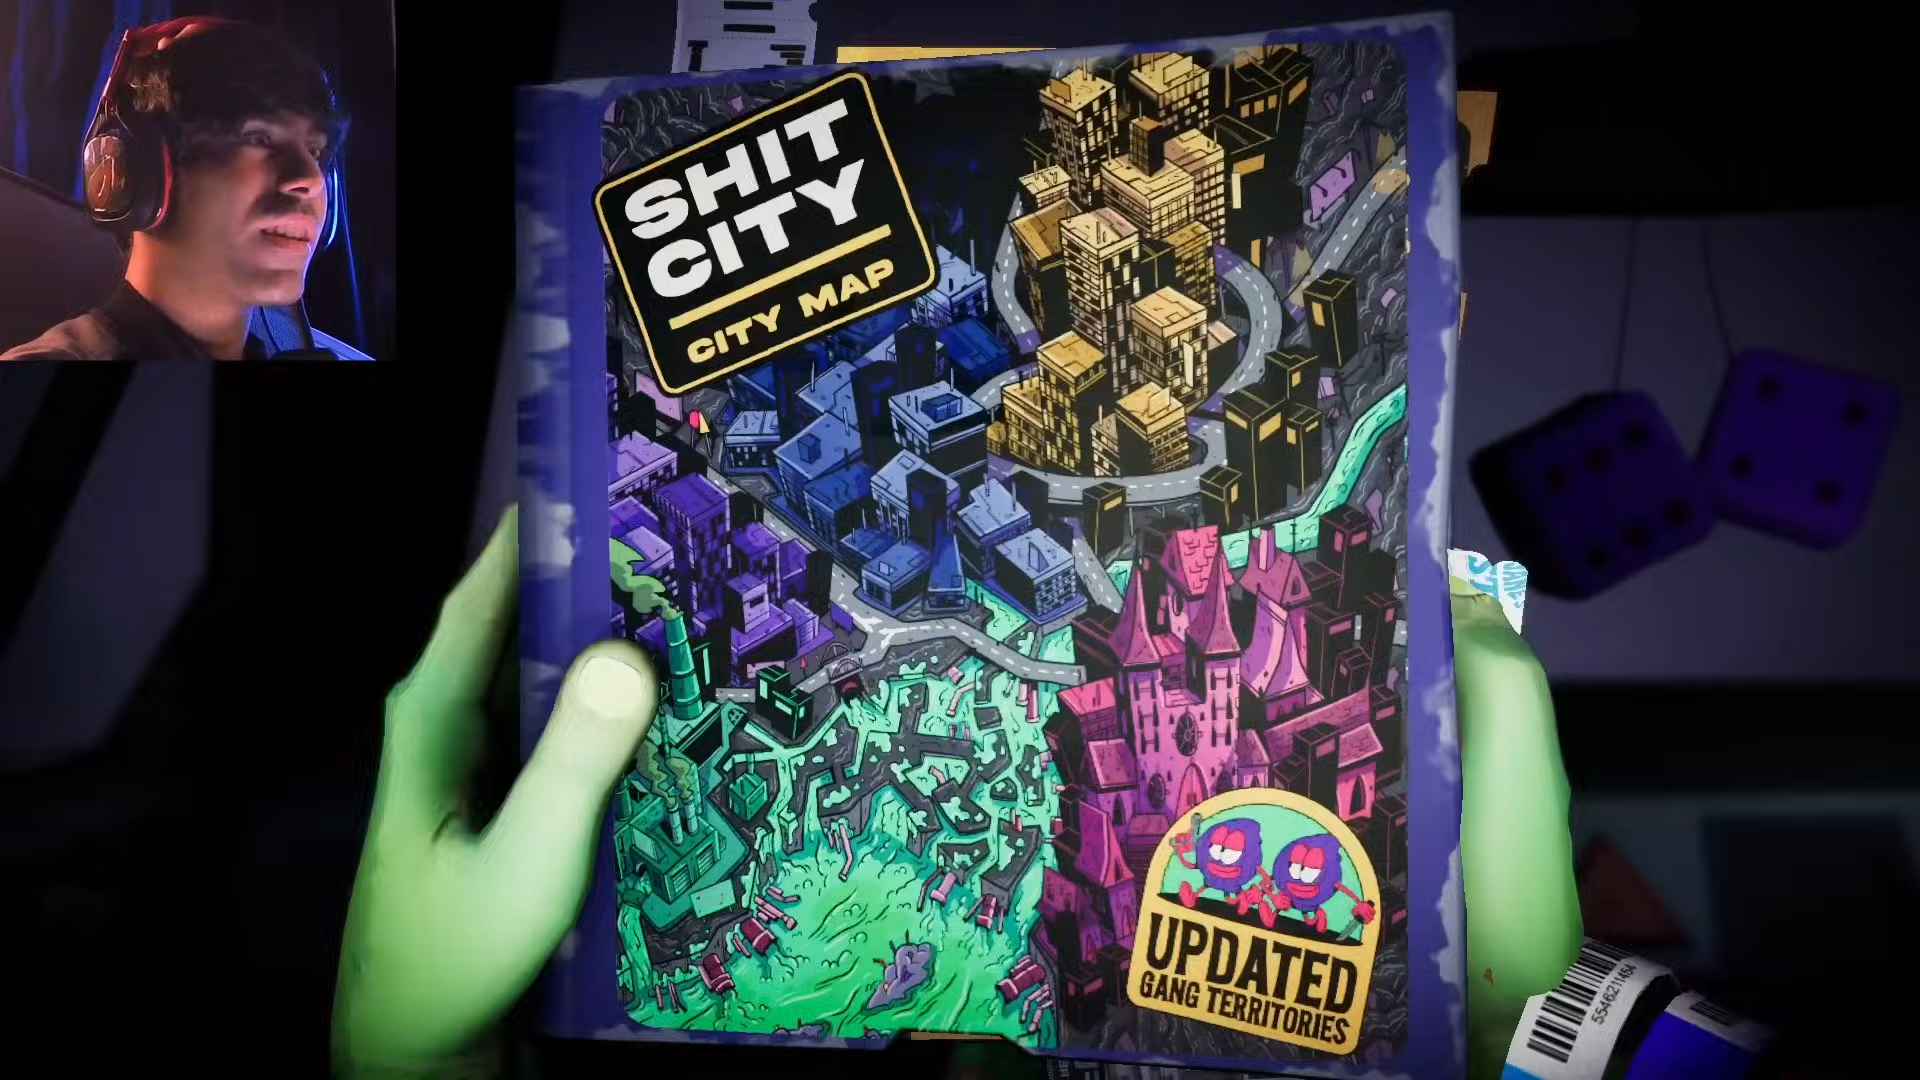 SHIT
CITY
CITY MAP
UPDATED
GANG TERRITORIES